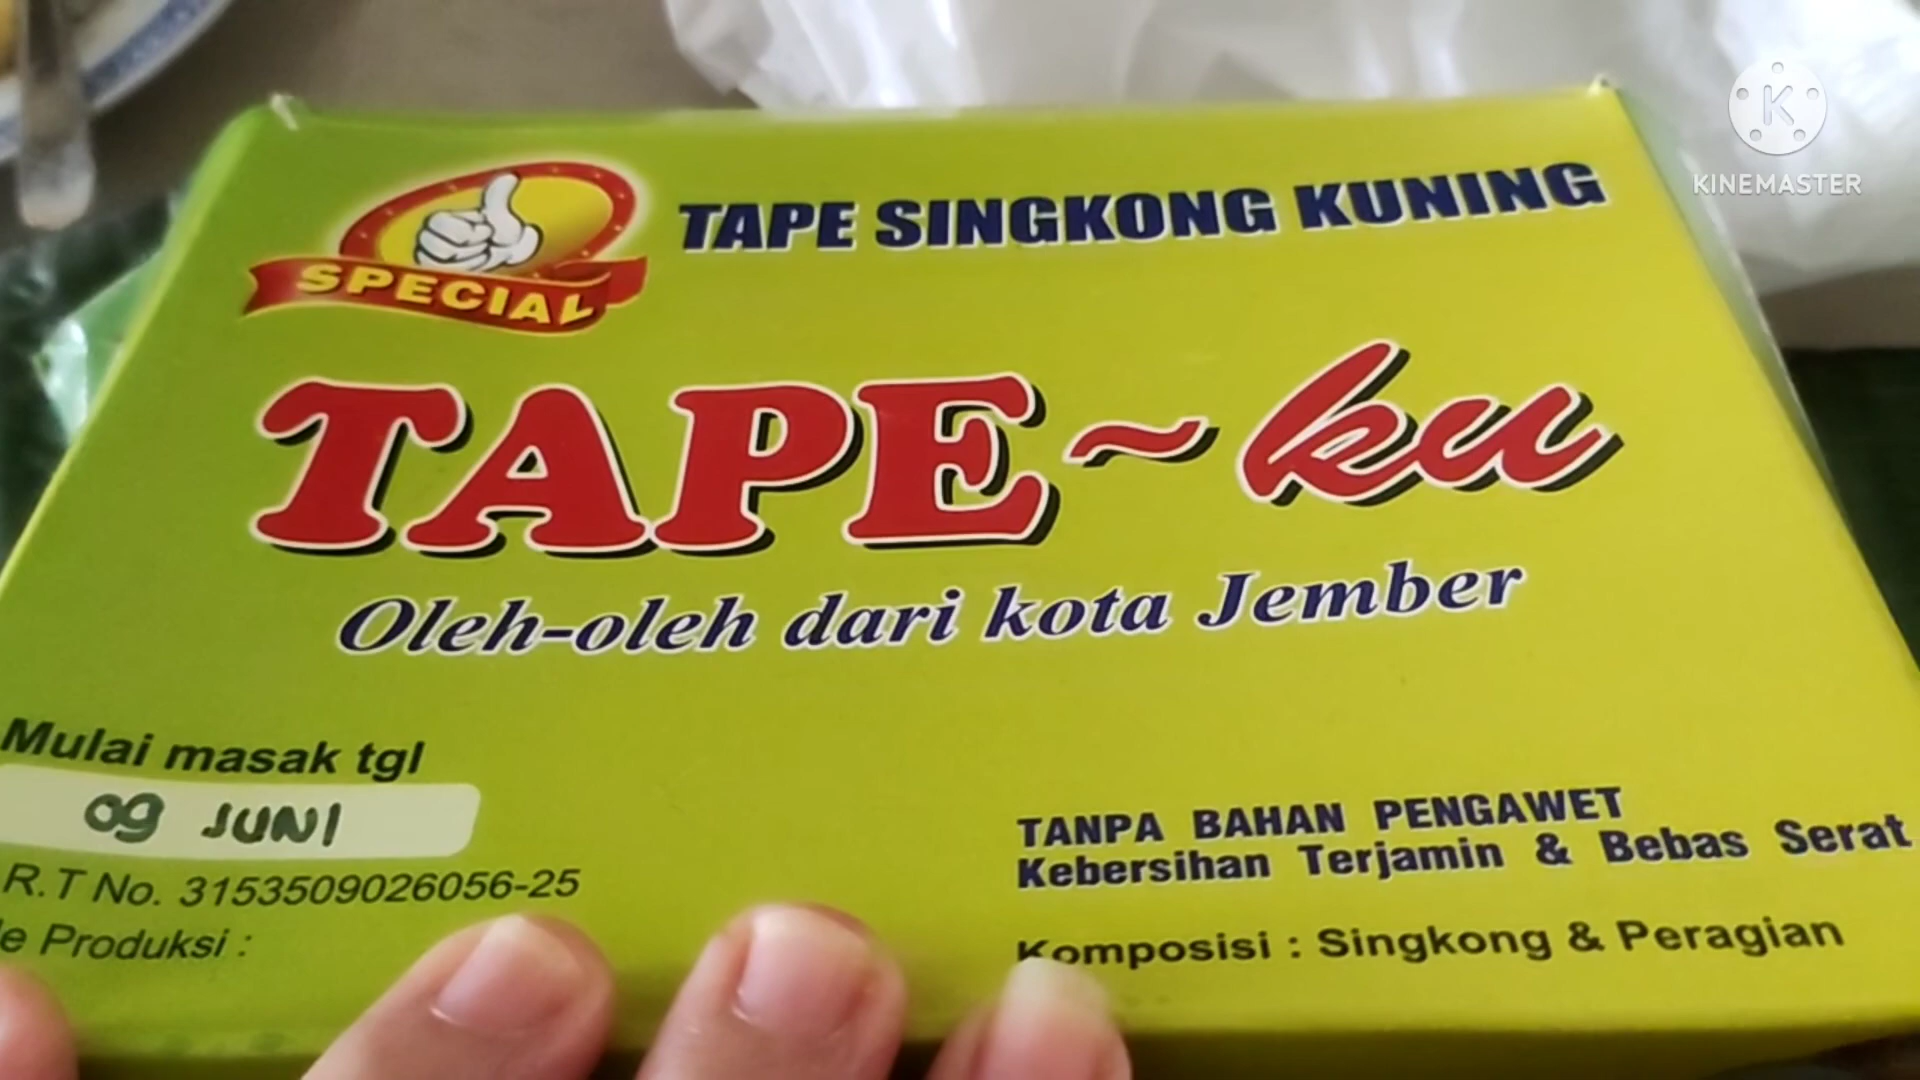 KINEMASTER
SPECIAL
TAPE SINGKONG KUNING
TAPE~ku
Oleh-oleh dari kota Jember
Mulai masak tgl
09 JUNI
R.T No. 3153509026056-25
Produksi :
TANPA BAHAN PENGAWET
Kebersihan Terjamin & Bebas Serat
Komposisi : Singkong & Peragian